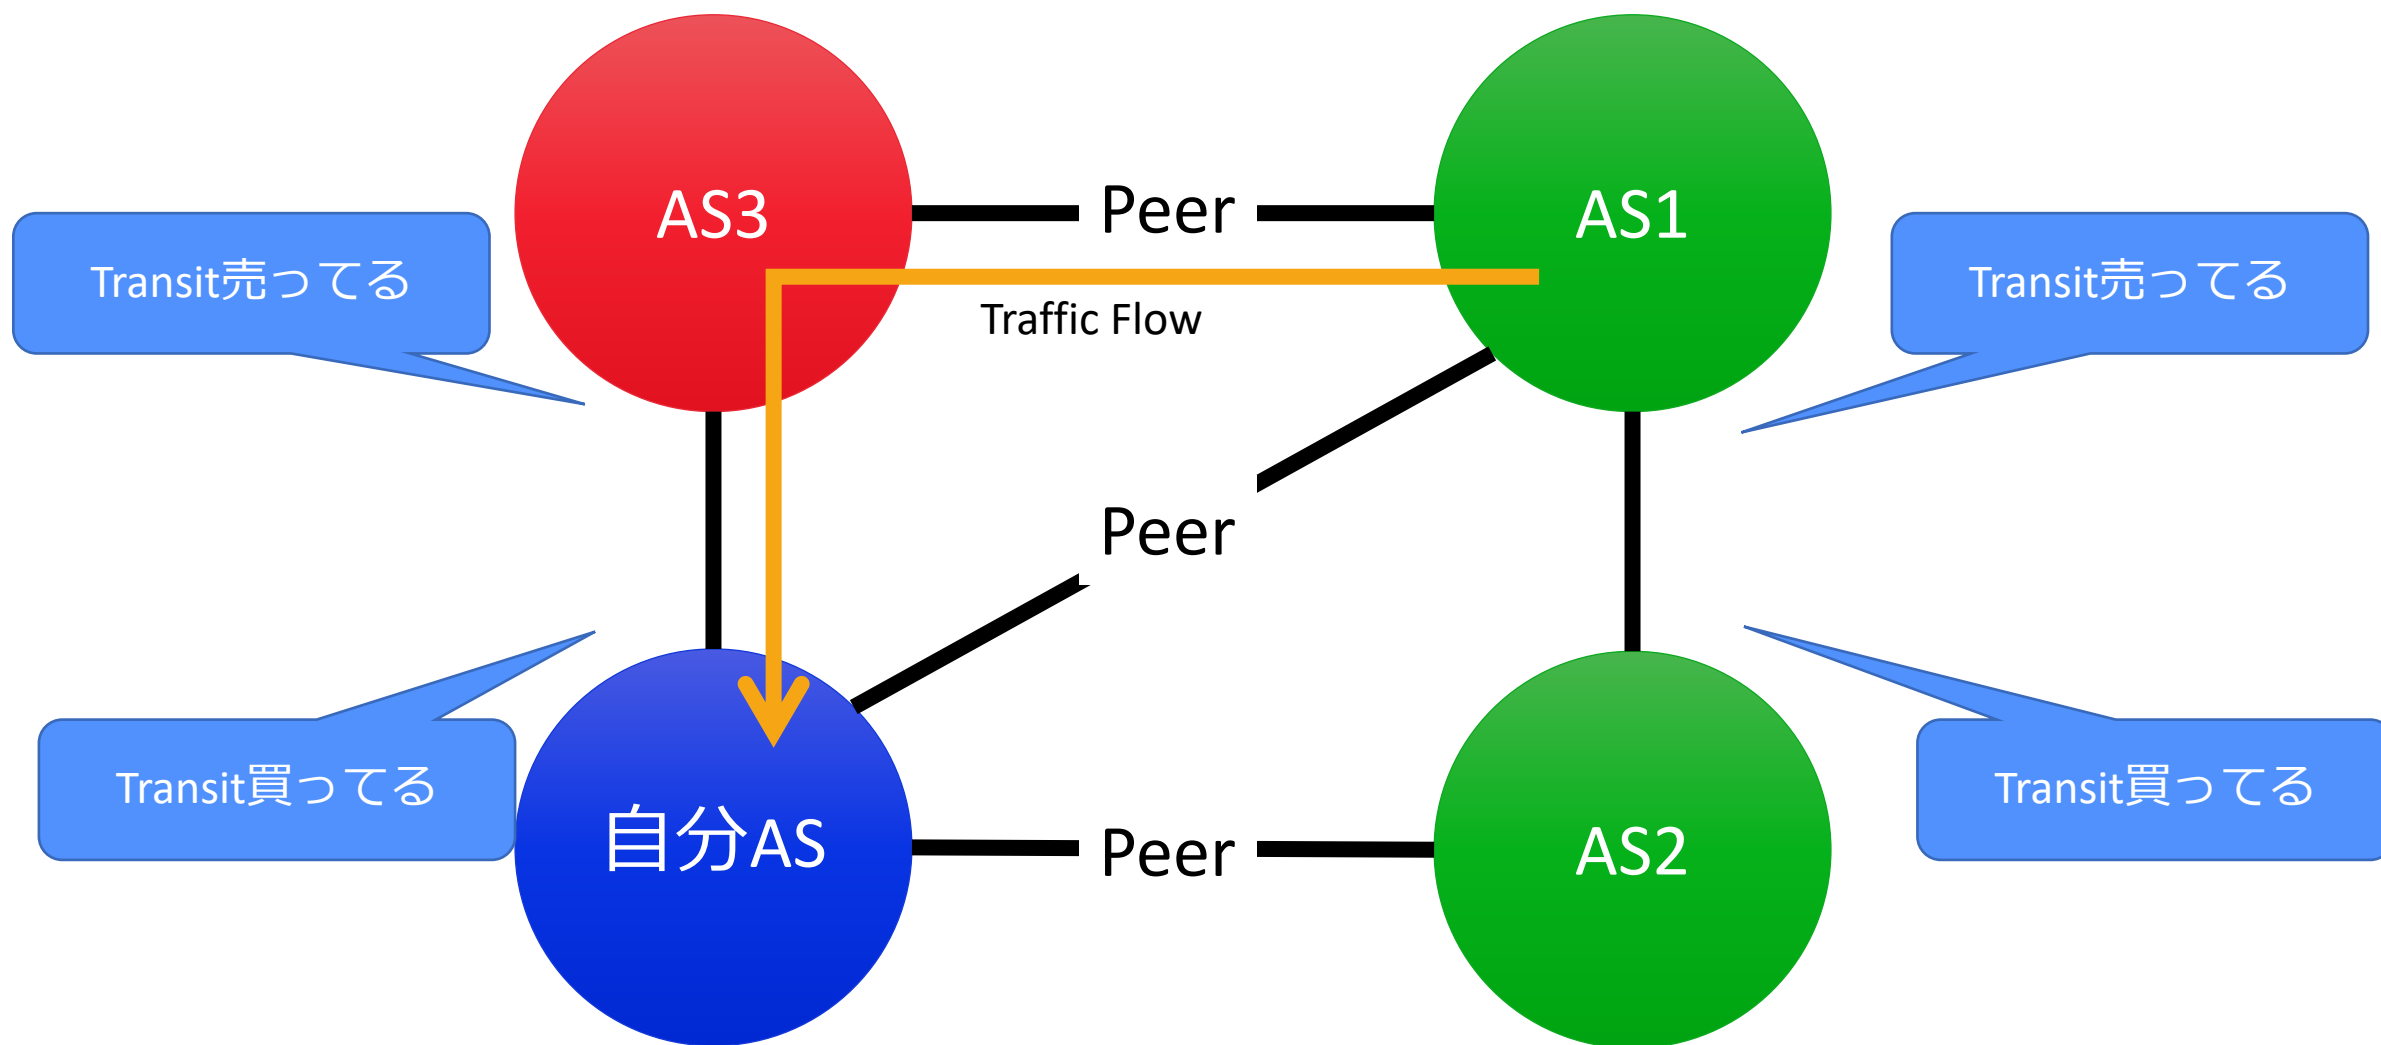 AS3
Peer
AS1
Transit売ってる
Transit売ってる
Traffic Flow
Peer
Transit買ってる
Transit買ってる
自分AS
Peer
AS2